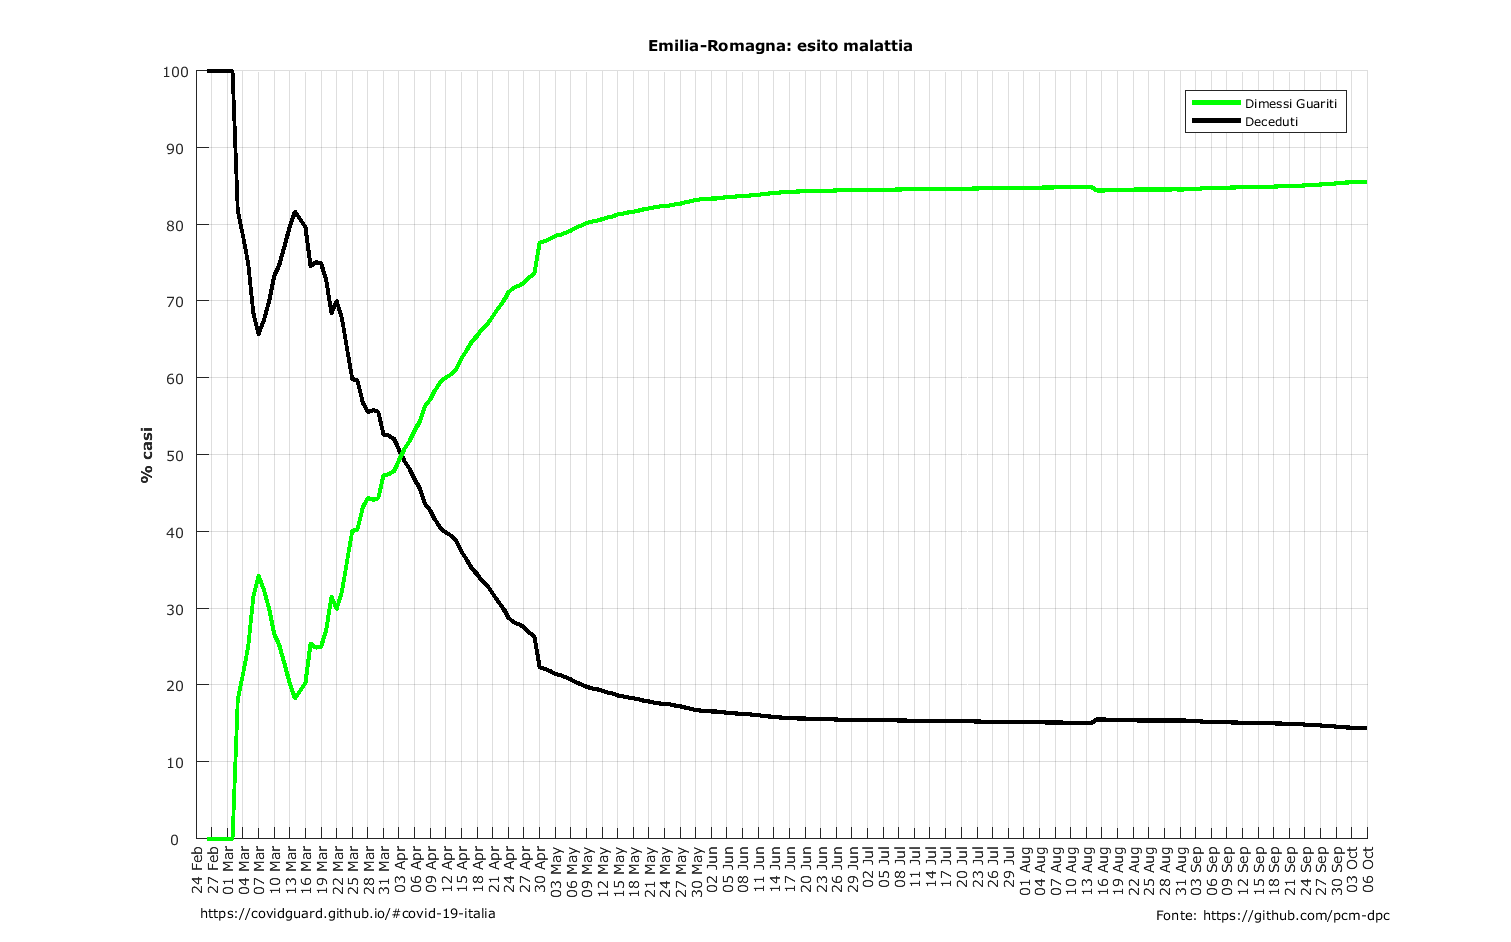 Emilia-Romagna: esito malattia
Dimessi Guariti
Deceduti
% casi
100
90
80
70
60
50
40
30
20
10
0
24 Feb
27 Feb
01 Mar
04 Mar
07 Mar
10 Mar
13 Mar
16 Mar
19 Mar
22 Mar
25 Mar
28 Mar
31 Mar
03 Apr
06 Apr
09 Apr
12 Apr
15 Apr
18 Apr
21 Apr
24 Apr
27 Apr
30 Apr
03 May
06 May
09 May
12 May
15 May
18 May
21 May
24 May
27 May
30 May
02 Jun
05 Jun
08 Jun
11 Jun
14 Jun
17 Jun
20 Jun
23 Jun
26 Jun
29 Jun
02 Jul
05 Jul
08 Jul
11 Jul
14 Jul
17 Jul
20 Jul
23 Jul
26 Jul
29 Jul
01 Aug
04 Aug
07 Aug
10 Aug
13 Aug
16 Aug
19 Aug
22 Aug
25 Aug
28 Aug
31 Aug
03 Sep
06 Sep
09 Sep
12 Sep
15 Sep
18 Sep
21 Sep
24 Sep
27 Sep
30 Sep
03 Oct
06 Oct
https://covidguard.github.io/#covid-19-italia
Fonte: https://github.com/pcm-dpc